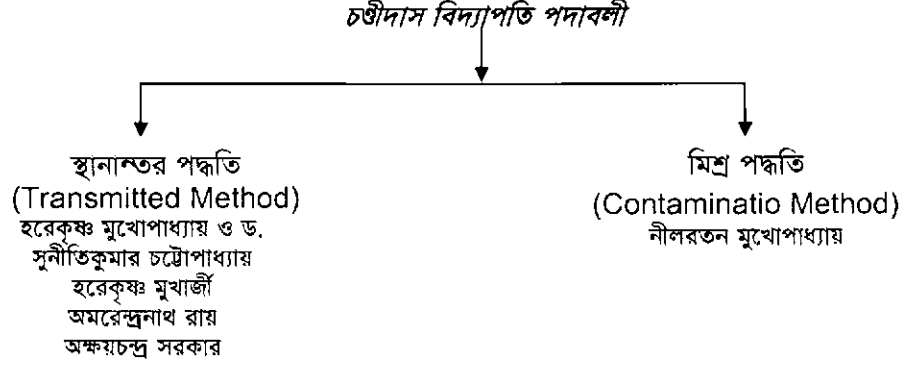 চণ্ডীদাস বিদ্যাপতি পদাবলী
স্থানান্তর পদ্ধতি
(Transmitted Method)
হরেকৃষ্ণ মুখোপাধ্যায় ও ড.
সুনীতিকুমার চট্টোপাধ্যায়
হরেকৃষ্ণ মুখার্জী
অমরেন্দ্রনাথ রায়
অক্ষয়চন্দ্র সরকার
মিশ্র পদ্ধতি
(Contaminatio Method)
নীলরতন মুখোপাধ্যায়